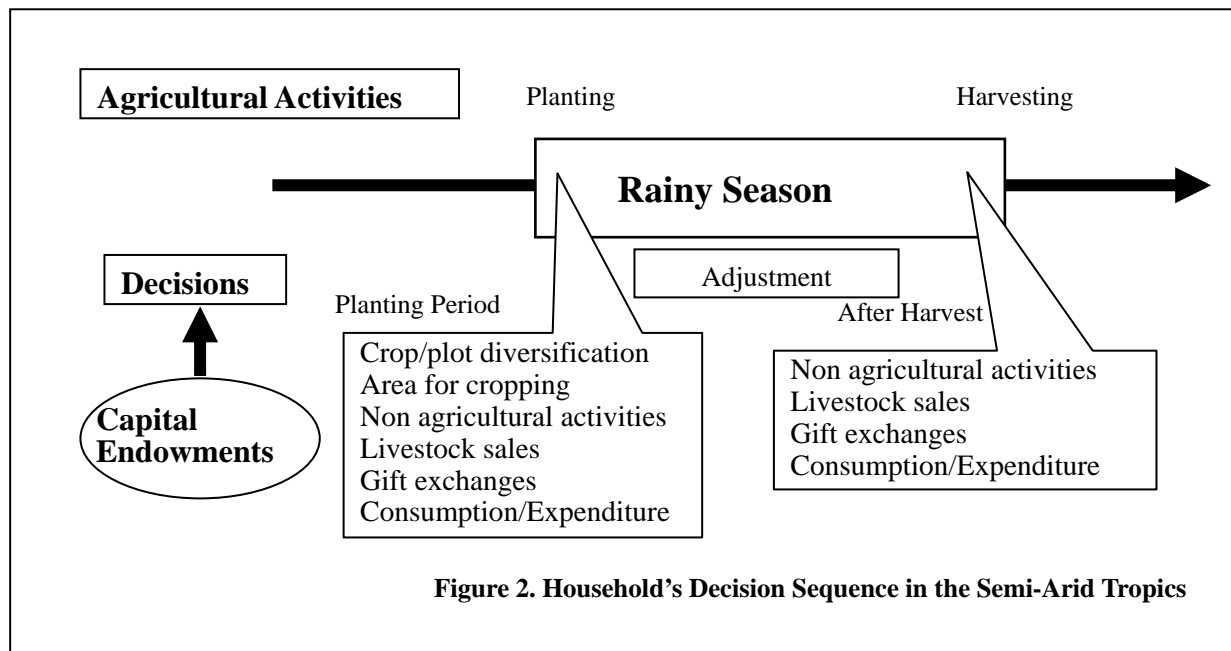 Agricultural Activities
Planting
Harvesting
Rainy Season
Decisions
Adjustment
Planting Period
After Harvest
Crop/plot diversification
Area for cropping
Non agricultural activities
Livestock sales
Gift exchanges
Consumption/Expenditure
Non agricultural activities
Livestock sales
Gift exchanges
Consumption/Expenditure
Capital
Endowments
Figure 2. Household's Decision Sequence in the Semi-Arid Tropics